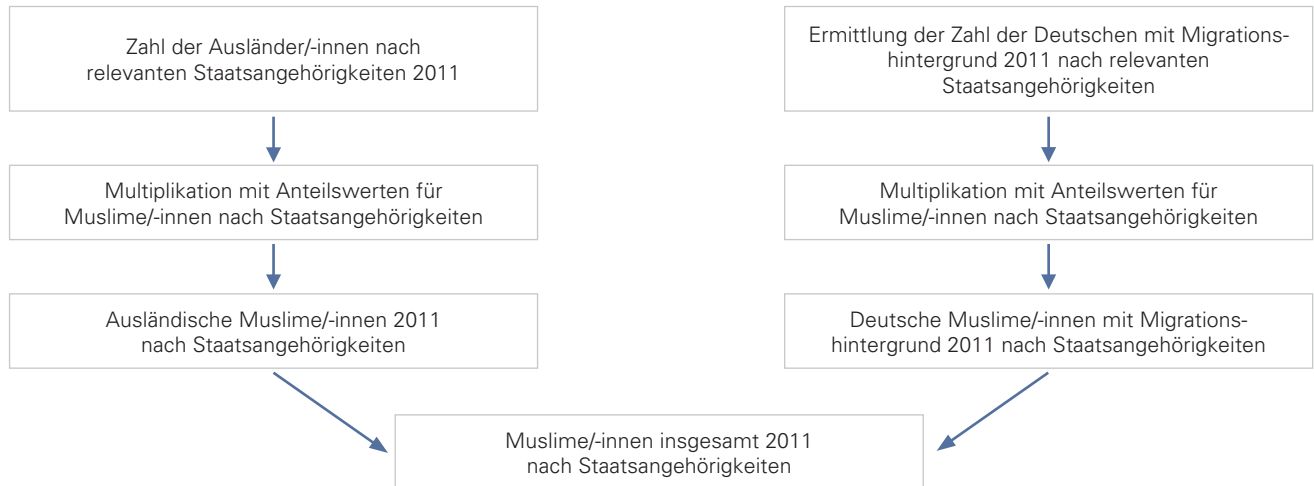 Zahl der Ausländer/-innen nach
relevanten Staatsangehörigkeiten 2011
Ermittlung der Zahl der Deutschen mit Migrations-
hintergrund 2011 nach relevanten
Staatsangehörigkeiten
Multiplikation mit Anteilswerten für
Muslime/-innen nach Staatsangehörigkeiten
Multiplikation mit Anteilswerten für
Muslime/-innen nach Staatsangehörigkeiten
Ausländische Muslime/-innen 2011
nach Staatsangehörigkeiten
Deutsche Muslime/-innen mit Migrations-
hintergrund 2011 nach Staatsangehörigkeiten
Muslime/-innen insgesamt 2011
nach Staatsangehörigkeiten